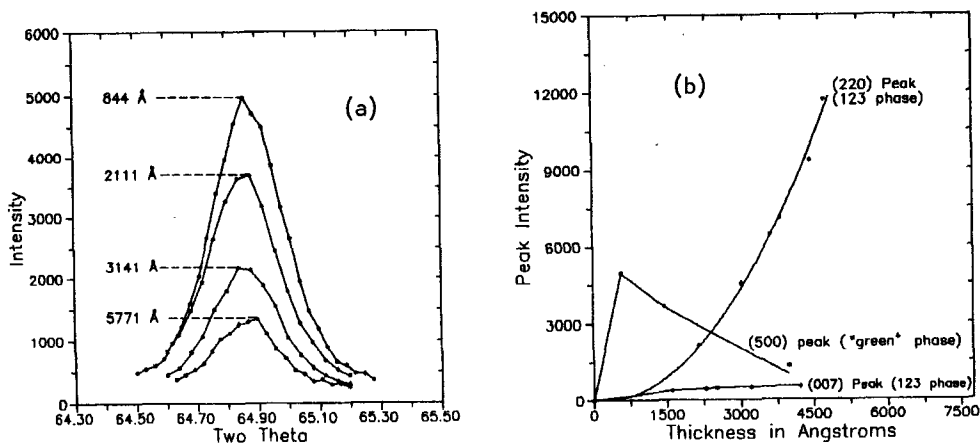 6000
5000
4000
3000
2000
1000
0
Intensity
844 Å
2111 Å
3141 Å
5771 Å
(a)
64.30 64.50 64.70 64.90 65.10 65.30 65.50
Two Theta
15000
12000
9000
6000
3000
0
Peak Intensity
(b)
(220) Peak
(123 phase)
(500) peak ("green" phase)
(007) Peak (123 phase)
0 1500 3000 4500 6000 7500
Thickness in Angstroms